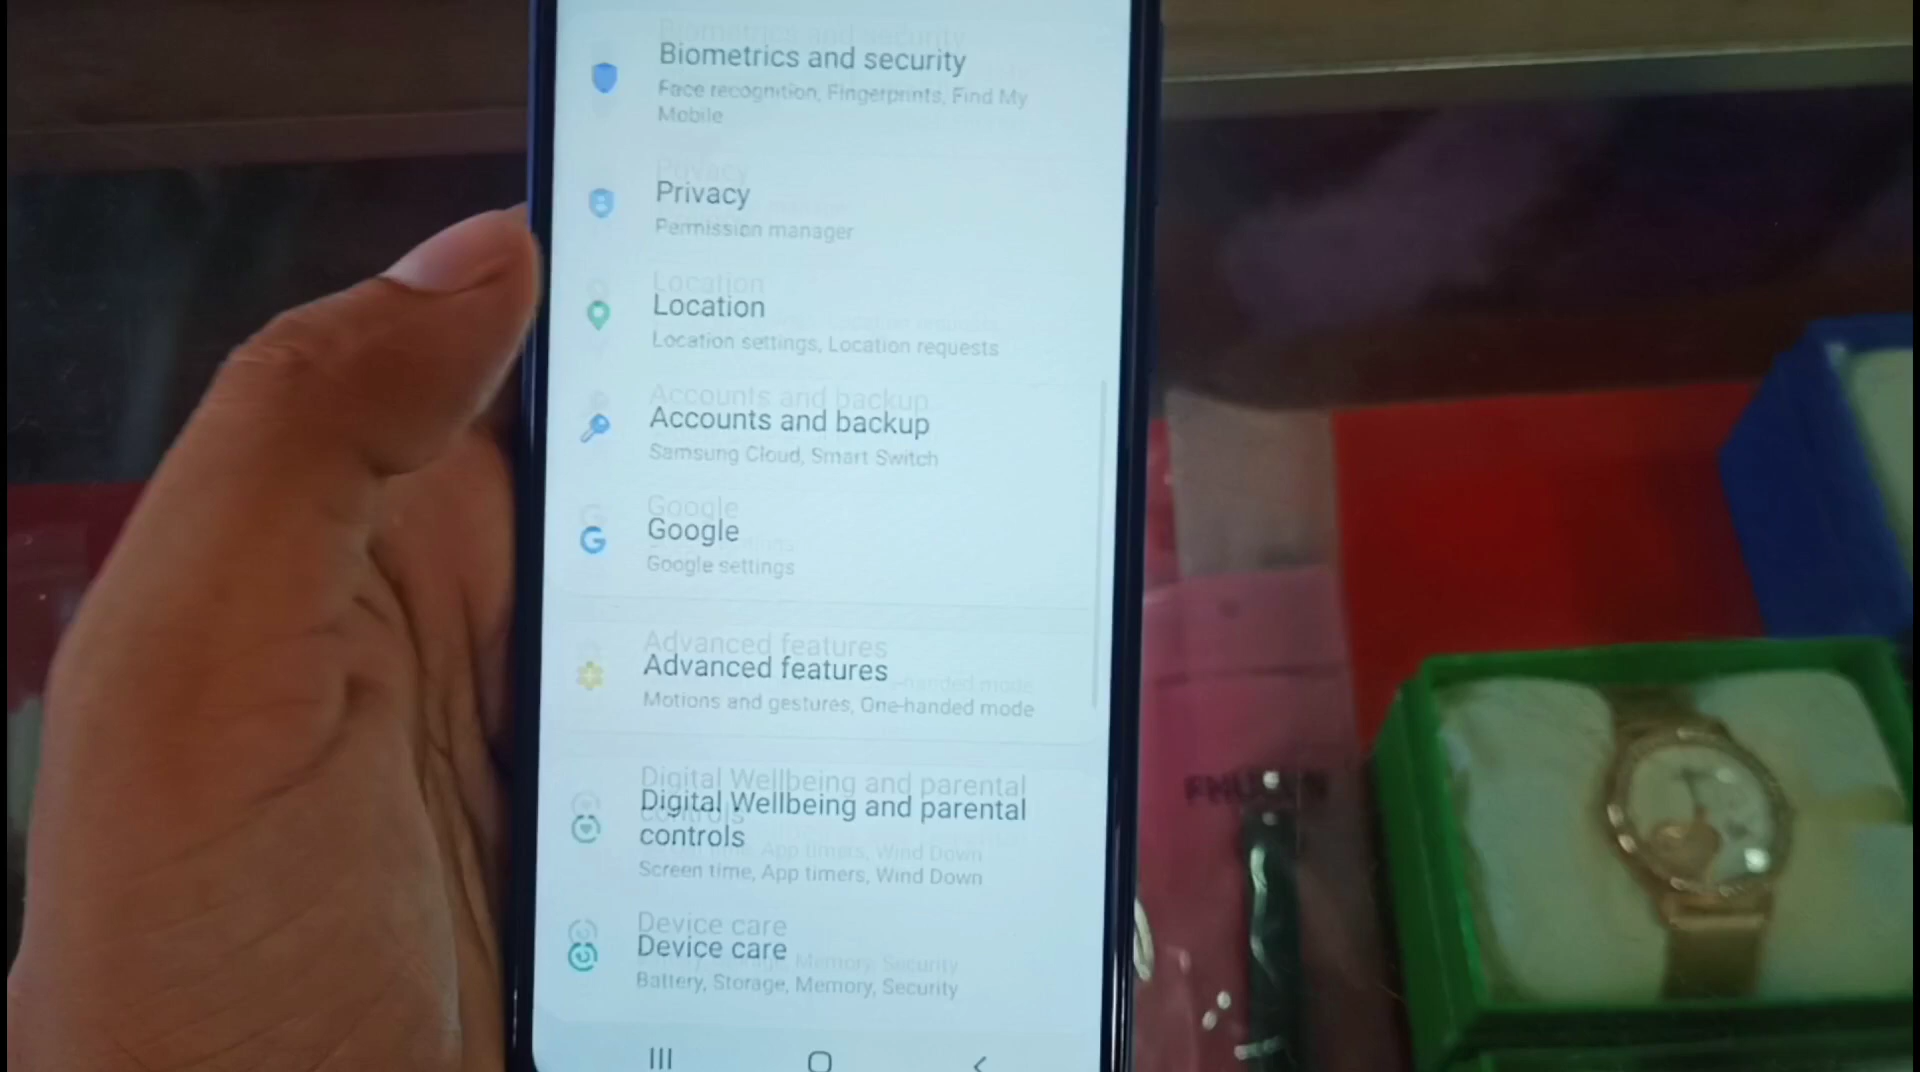 Biometrics and security
Face recognition, Fingerprints, Find My
Mobile
Privacy
Permission manager
Location
Location settings, Location requests
Accounts and backup
Samsung Cloud, Smart Switch
Google
Google settings
Advanced features
Motions and gestures, One-handed mode
Digital Wellbeing and parental
controls
Screen time, App timers, Wind Down
Device care
Battery, Storage, Memory, Security